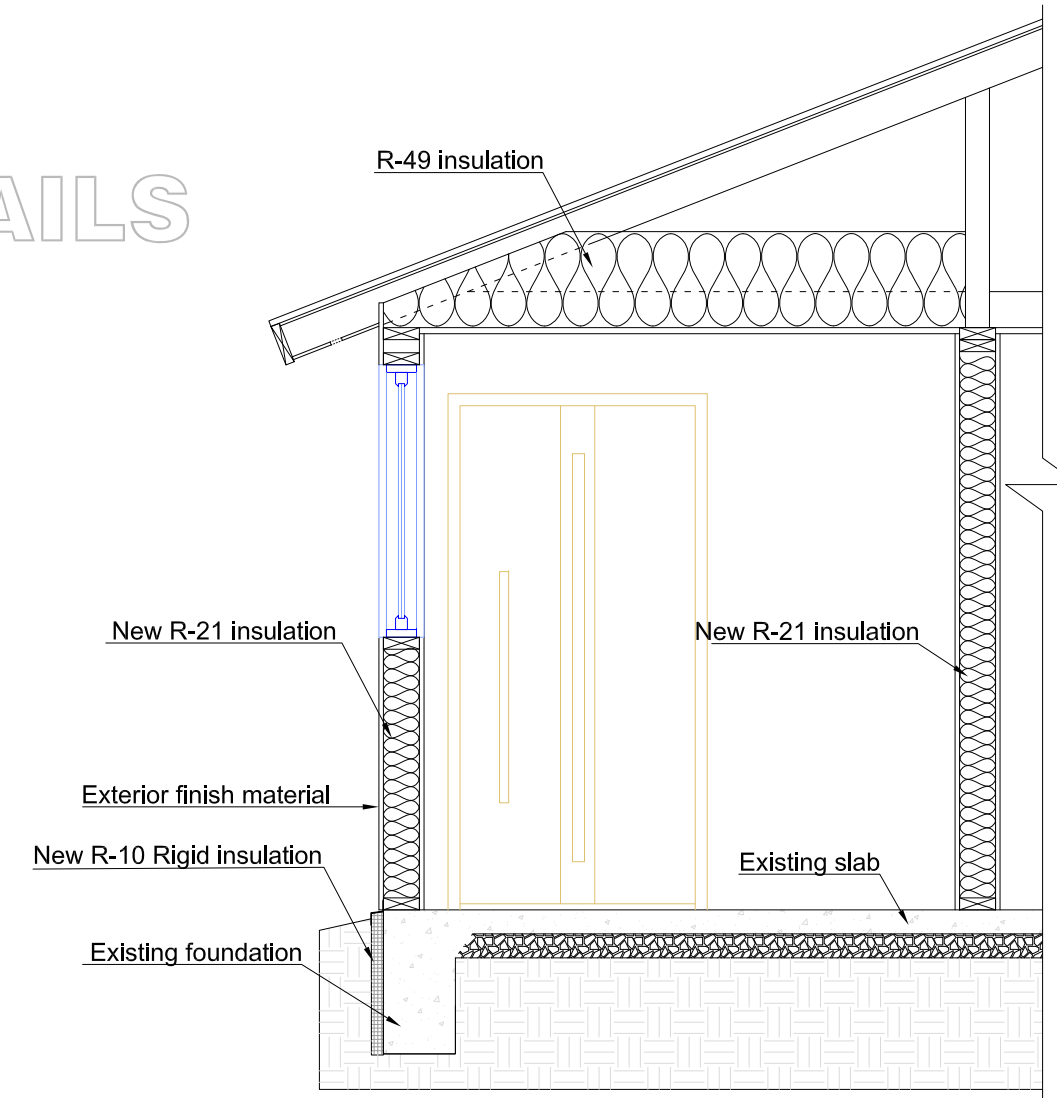 AILS
R-49 insulation
New R-21 insulation
New R-21 insulation
Exterior finish material
New R-10 Rigid insulation
Existing slab
Existing foundation